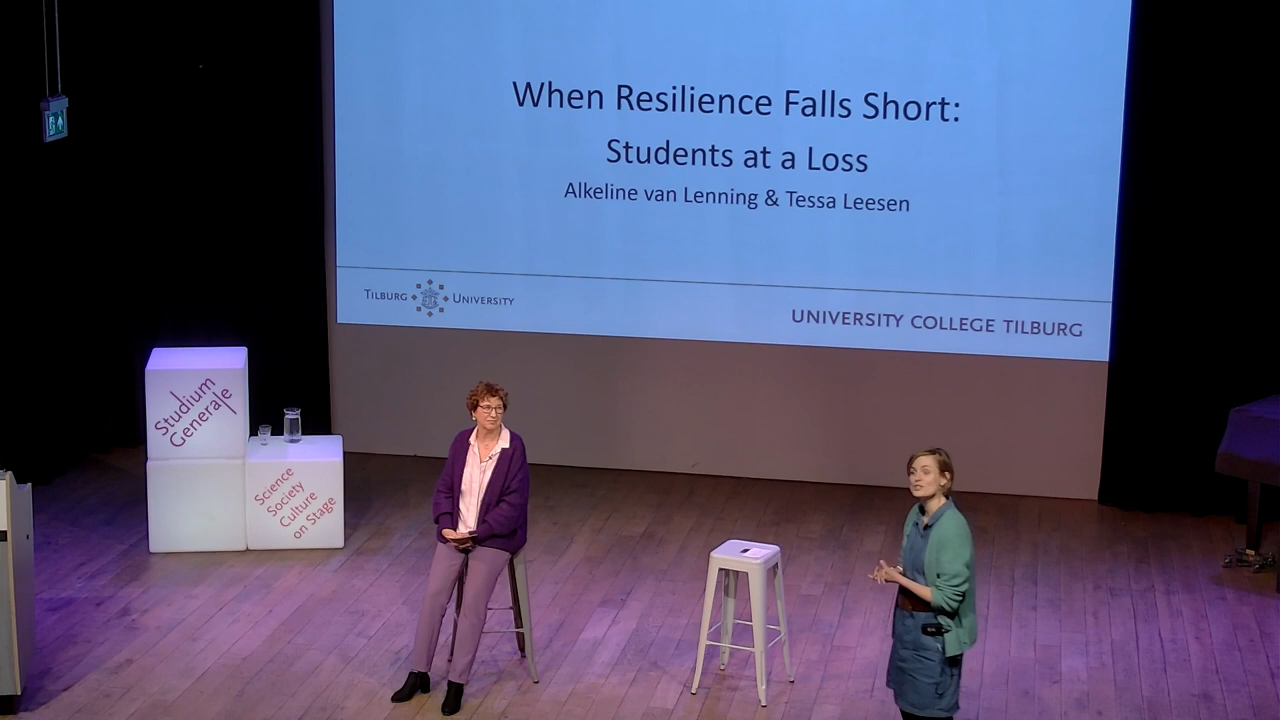 When Resilience Falls Short:
Students at a Loss
Alkeline van Lenning & Tessa Leesen
TILBURG UNIVERSITY
UNIVERSITY COLLEGE TILBURG
Studium
Generale
Science
Society
Culture
on Stage